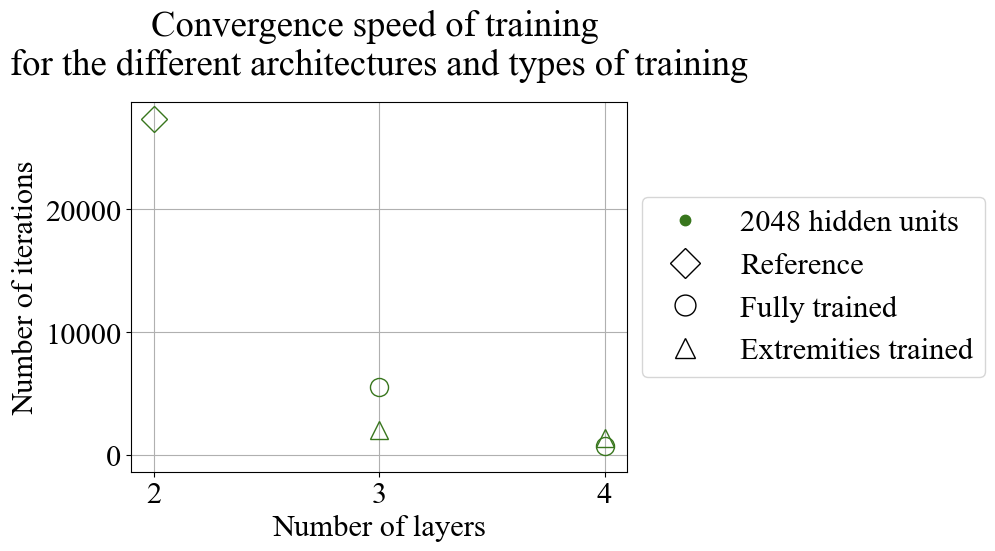 Convergence speed of training
for the different architectures and types of training
Number of iterations
20000
10000
0
2
3
4
Number of layers
2048 hidden units
Reference
Fully trained
Extremities trained